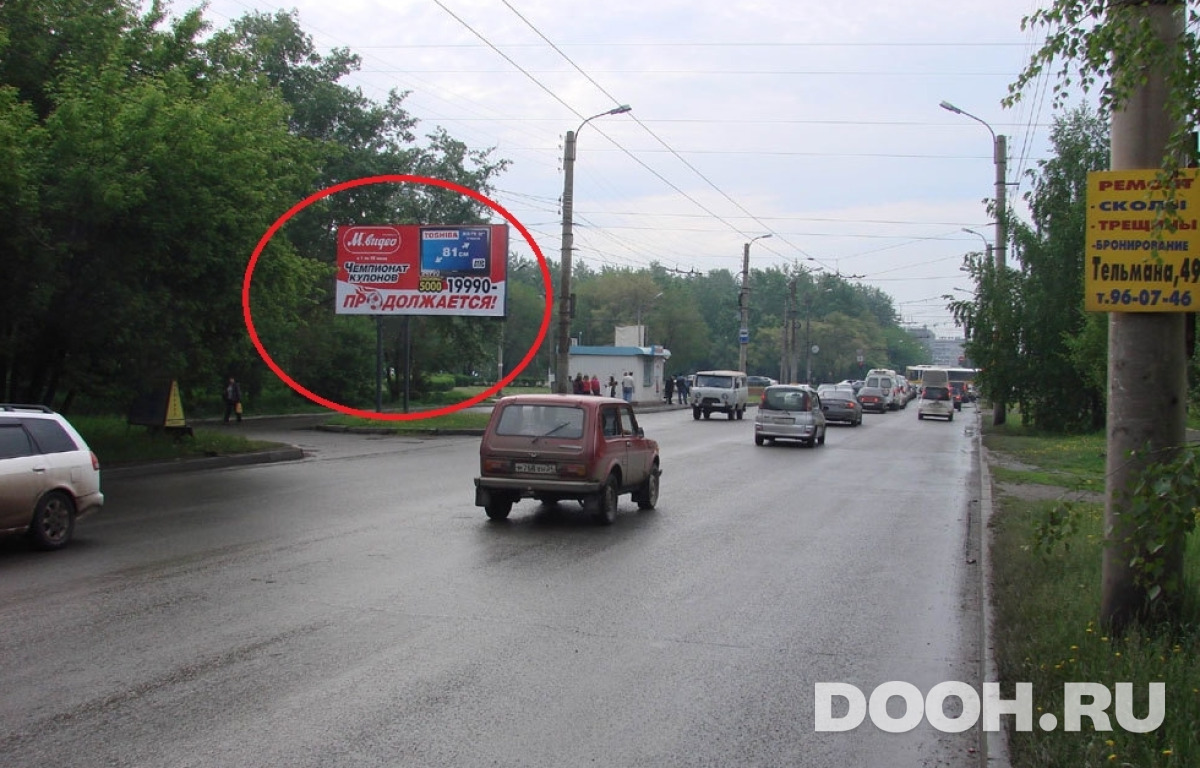 М.видео
ЧЕМПИОНАТ
КУПОНОВ
TOSHIBA
81 см
5000
19990-
ПРОДОЛЖАЕТСЯ!
РЕМОНТ
· СКОЛЫ
· ТРЕЩИНЫ
·БРОНИРОВАНИЕ
Тельмана, 49
т.96-07-46
DOOH.RU